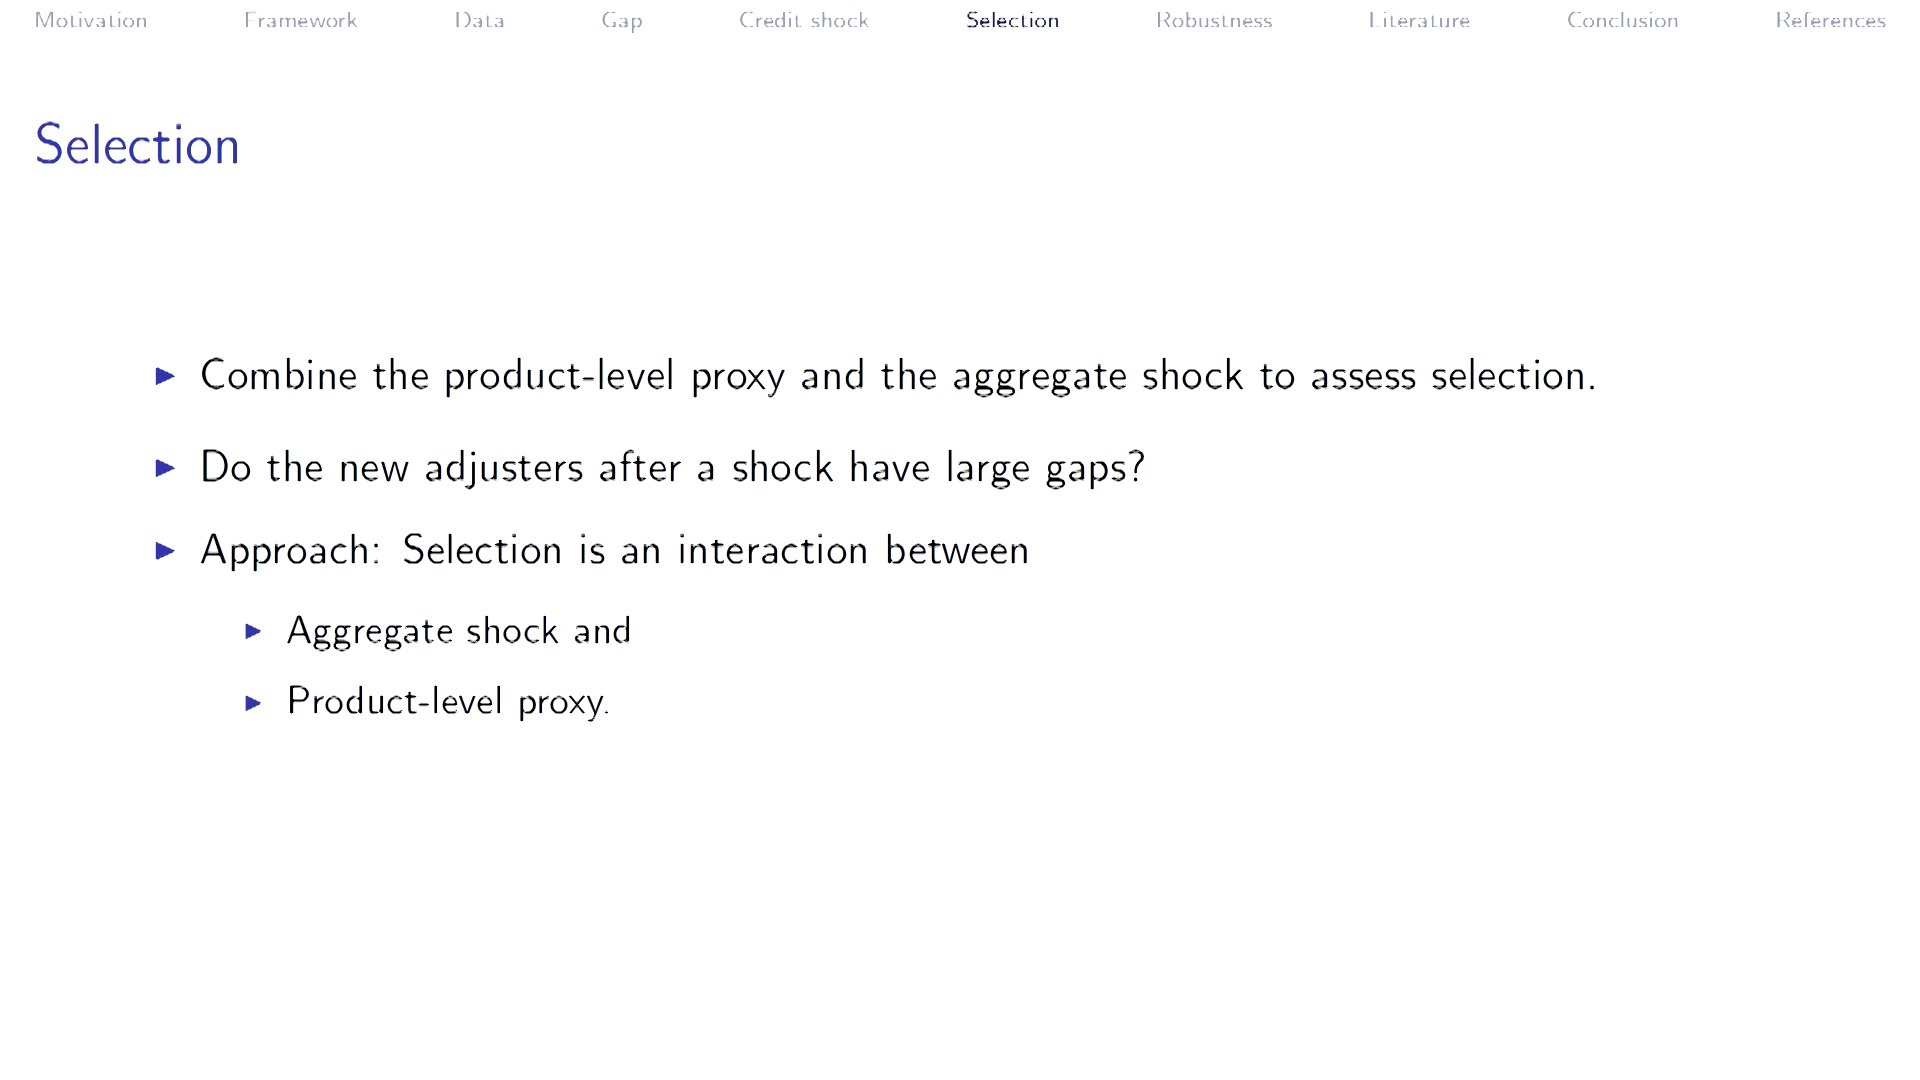 Motivation Framework Data Gap Credit shock Selection Robustness Literature Conclusion References
Selection
Combine the product-level proxy and the aggregate shock to assess selection.
Do the new adjusters after a shock have large gaps?
Approach: Selection is an interaction between
Aggregate shock and
Product-level proxy.